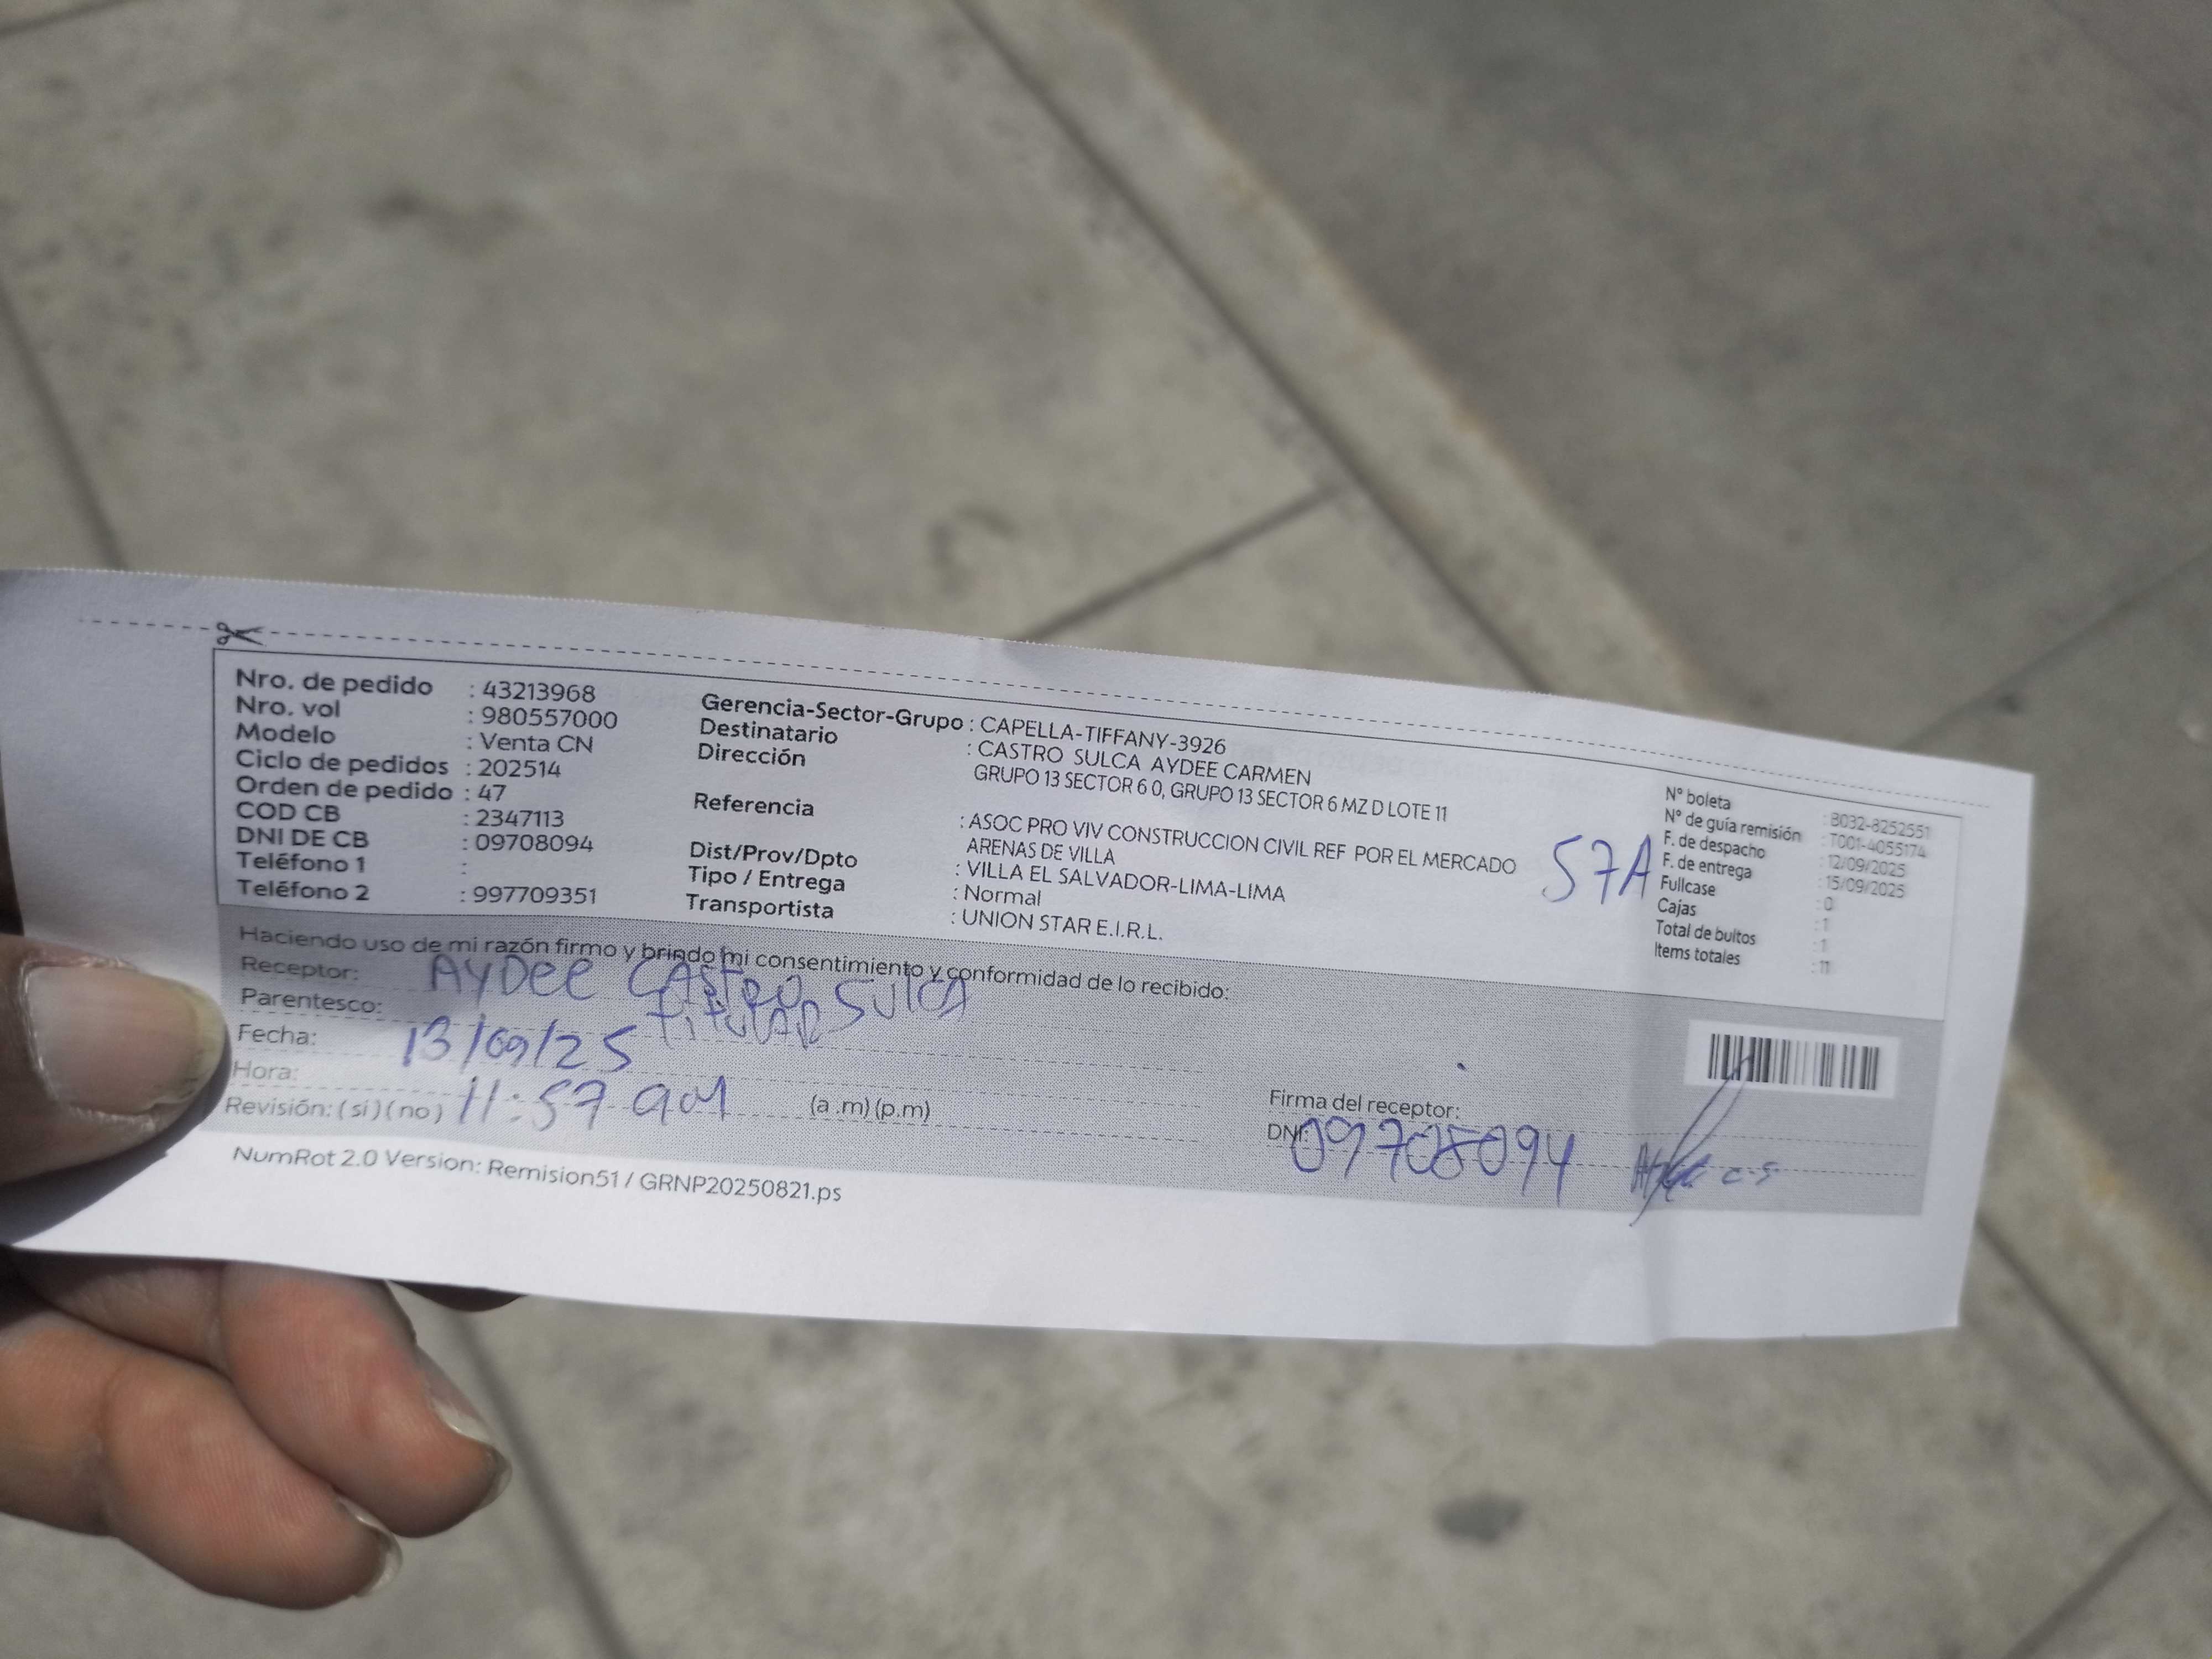 Nro. de pedido : 43213968
Nro. vol : 980557000
Modelo : Venta CN
Ciclo de pedidos : 202514
Orden de pedido : 47
COD CB : 2347113
DNI DE CB : 09708094
Teléfono 1 :
Teléfono 2 : 997709351
Gerencia-Sector-Grupo : CAPELLA-TIFFANY-3926
Destinatario : CASTRO SULCA AYDEE CARMEN
Dirección GRUPO 13 SECTOR 6 0, GRUPO 13 SECTOR 6 MZ D LOTE 11
Referencia : ASOC PRO VIV CONSTRUCCION CIVIL REF POR EL MERCADO
ARENAS DE VILLA
Dist/Prov/Dpto : VILLA EL SALVADOR-LIMA-LIMA
Tipo / Entrega : Normal
Transportista : UNION STAR E.I.R.L.
57A
N° boleta : B032-8252551
N° de guía remisión : T001-4055174
F. de despacho : 12/09/2025
F. de entrega : 15/09/2025
Fullcase : 0
Cajas : 1
Total de bultos : 1
Items totales : 11
Haciendo uso de mi razón firmo y brindo mi consentimiento y conformidad de lo recibido:
Receptor: AYDEE CASTRO SULCA
Parentesco: TITULAR
Fecha: 13/09/25
Hora: 11:57 am (a .m) (p.m)
Revisión: ( si ) ( no )
Firma del receptor:
DNI: 09708094
NumRot 2.0 Version: Remision51 / GRNP20250821.ps